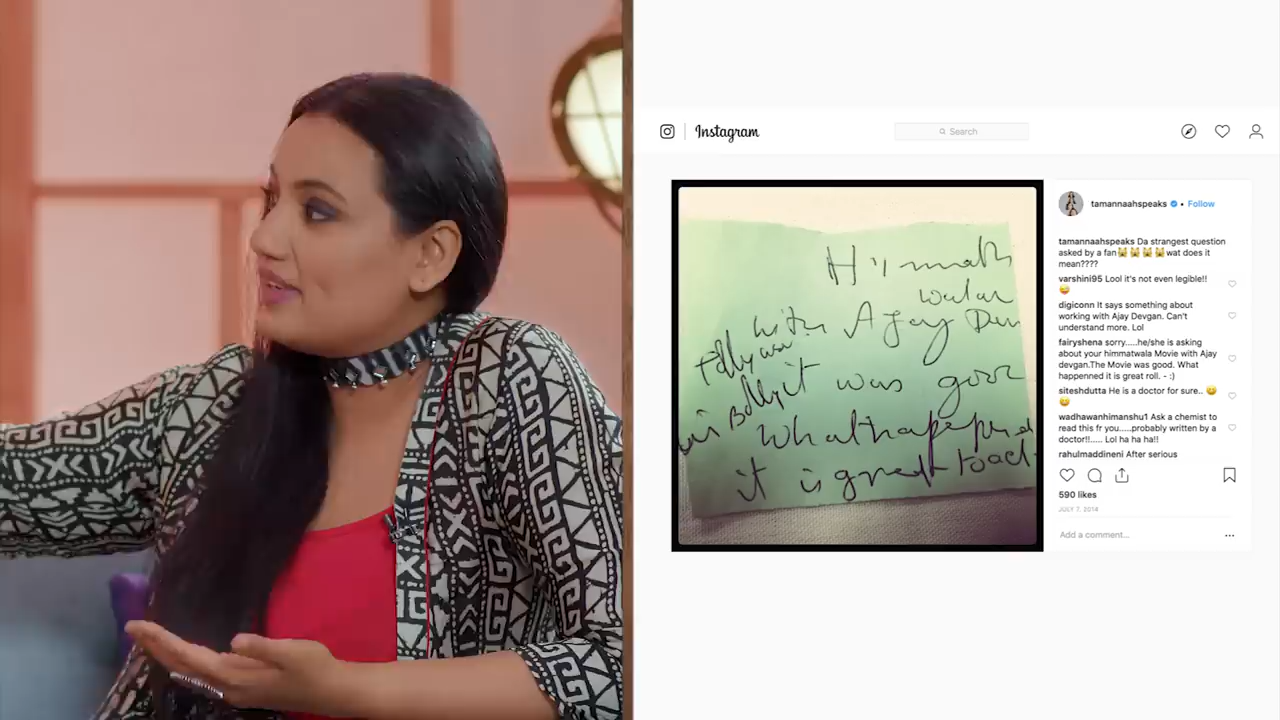 Instagram
Search
tamannaahspeaks • Follow
tamannaahspeaks Da strangest question
asked by a fan🙀🙀🙀🙀wat does it
mean????
varshini95 Lool it's not even legible!!
😜
digiconn It says something about
working with Ajay Devgan. Can't
understand more. Lol
fairyshena sorry.....he/she is asking
about your himmatwala Movie with Ajay
devgan.The Movie was good. What
happenned it is great roll. - :)
siteshdutta He is a doctor for sure.. 😄
😄
wadhawanhimanshu1 Ask a chemist to
read this fr you.....probably written by a
doctor!!..... Lol ha ha ha!!
rahulmaddineni After serious
590 likes
JULY 7, 2014
Add a comment...
with Ajay Dev
it was good
What
it is great to act